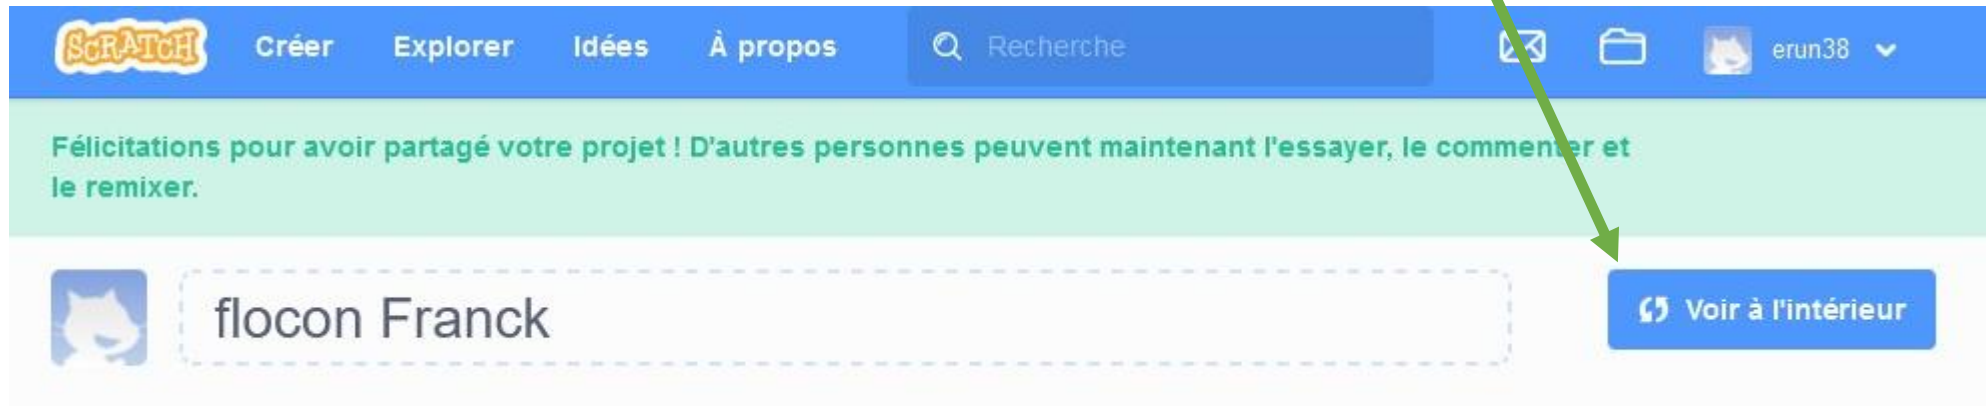 SCRATCH Créer Explorer Idées À propos Recherche erun38
Félicitations pour avoir partagé votre projet ! D'autres personnes peuvent maintenant l'essayer, le commenter et
le remixer.
flocon Franck Voir à l'intérieur